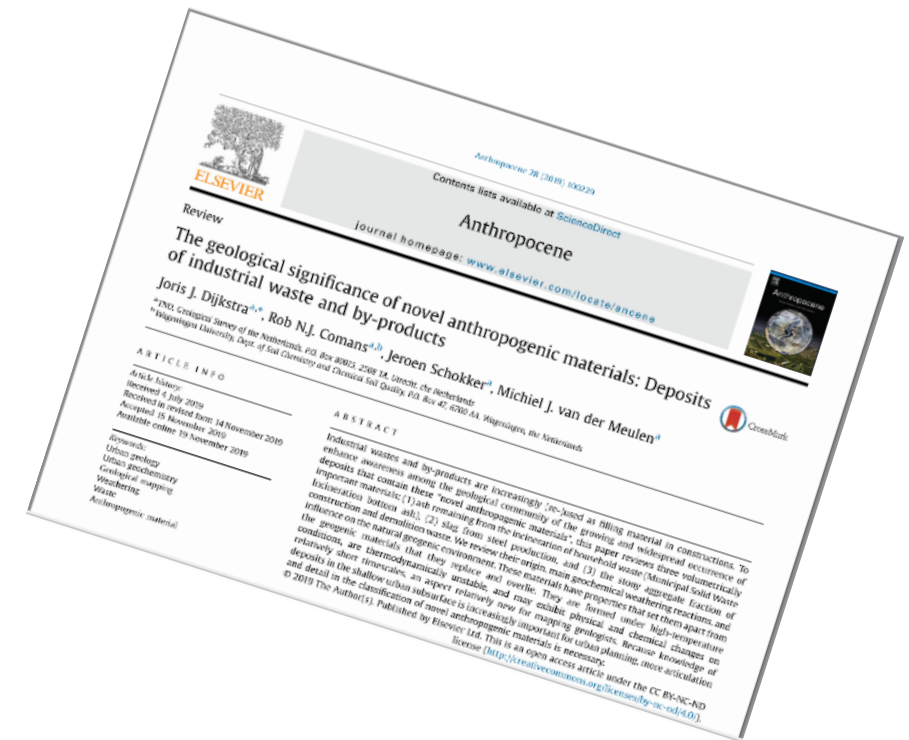 Anthropocene 28 (2019) 100229
Contents lists available at ScienceDirect
Anthropocene
journal homepage: www.elsevier.com/locate/ancene
ELSEVIER
Anthropocene
Review
The geological significance of novel anthropogenic materials: Deposits
of industrial waste and by-products
CrossMark
Joris J. Dijkstra a,*, Rob N.J. Comans a,b, Jeroen Schokker a, Michiel J. van der Meulen a
a TNO, Geological Survey of the Netherlands, P.O. Box 80015, 3508 TA, Utrecht, the Netherlands
b Wageningen University, Dept. of Soil Chemistry and Chemical Soil Quality, P.O. Box 47, 6700 AA, Wageningen, the Netherlands
ARTICLE INFO
Article history:
Received 4 July 2019
Received in revised form 14 November 2019
Accepted 15 November 2019
Available online 19 November 2019
Keywords:
Urban geology
Urban geochemistry
Geological mapping
Weathering
Waste
Anthropogenic material
ABSTRACT
Industrial wastes and by-products are increasingly (re-)used as filling material in constructions. To
enhance awareness among the geological community of the growing and widespread occurrence of
deposits that contain these "novel anthropogenic materials", this paper reviews three volumetrically
important materials: (1) ash remaining from the incineration of household waste (Municipal Solid Waste
Incineration bottom ash), (2) slag from steel production, and (3) the stony aggregate fraction of
construction and demolition waste. We review their origin, main geochemical weathering reactions, and
influence on the natural geogenic environment. These materials have properties that set them apart from
the geogenic materials that they replace and overlie. They are formed under high-temperature
conditions, are thermodynamically unstable, and may exhibit physical and chemical changes on
relatively short timescales, an aspect relatively new for mapping geologists. Because knowledge of
deposits in the shallow urban subsurface is increasingly important for urban planning, more articulation
and detail in the classification of novel anthropogenic materials is necessary.
© 2019 The Author(s). Published by Elsevier Ltd. This is an open access article under the CC BY-NC-ND
license (http://creativecommons.org/licenses/by-nc-nd/4.0/).